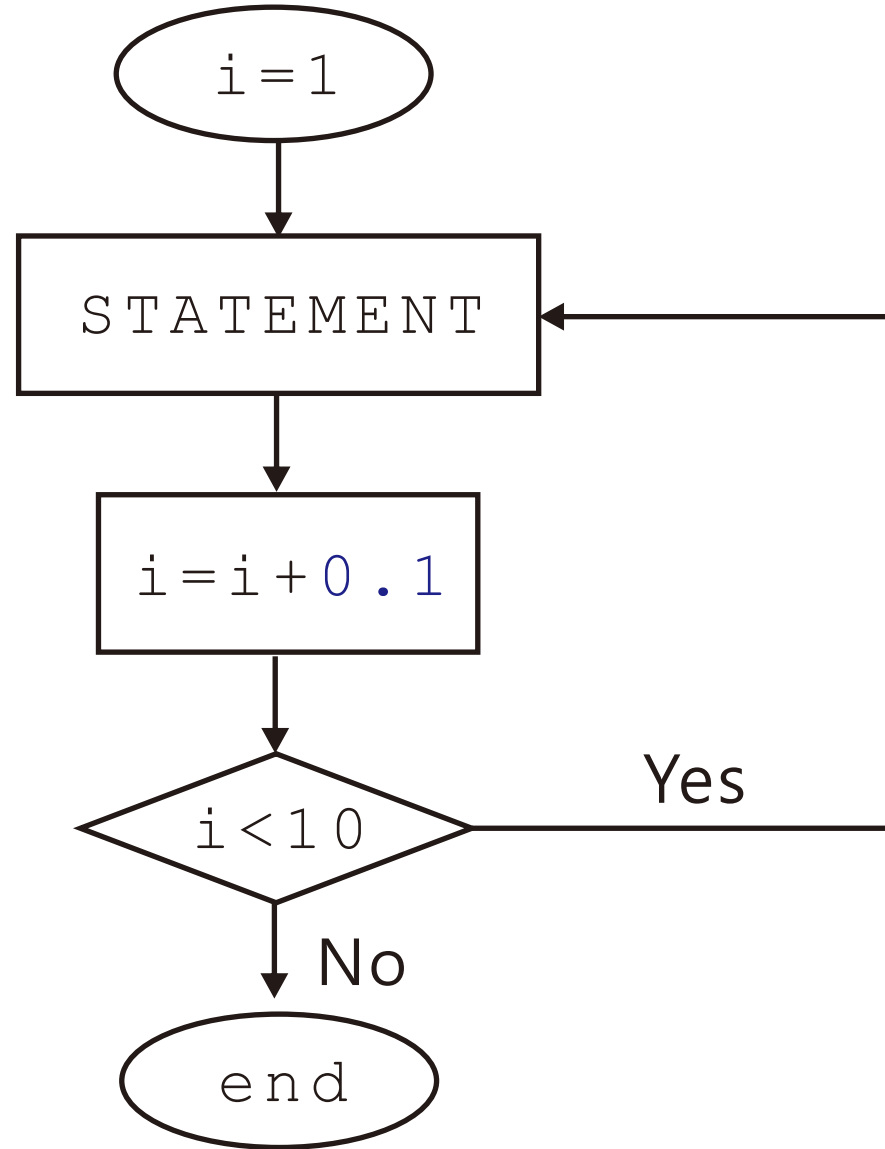 i=1
STATEMENT
i=i+0.1
i<10
Yes
No
end